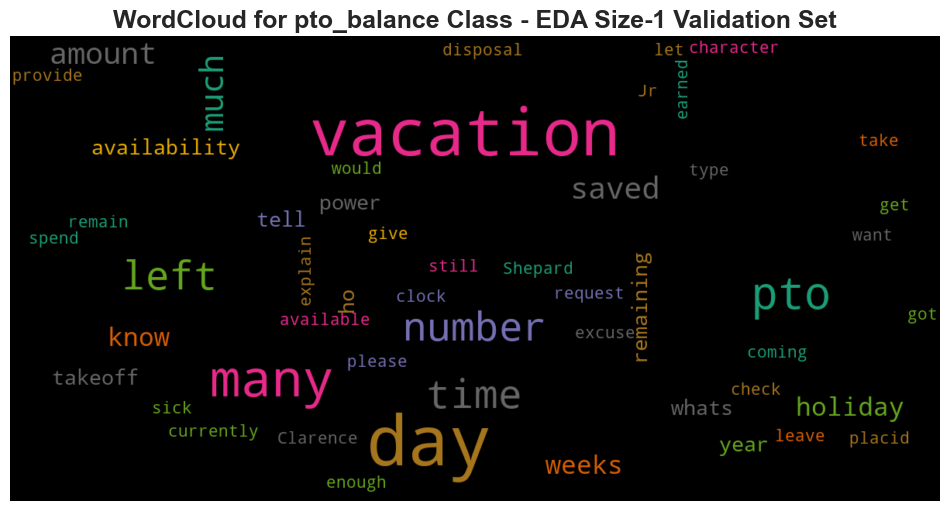 WordCloud for pto_balance Class - EDA Size-1 Validation Set
amount
provide
much
disposal
let
character
Jr
earned
vacation
availability
would
take
type
saved
power
tell
get
remain
spend
give
want
explain
still
Shepard
left
no
clock
request
remaining
pto
available
number
got
know
excuse
coming
please
takeoff
many
time
check
whats
holiday
sick
currently
Clarence
day
year
leave
placid
weeks
enough